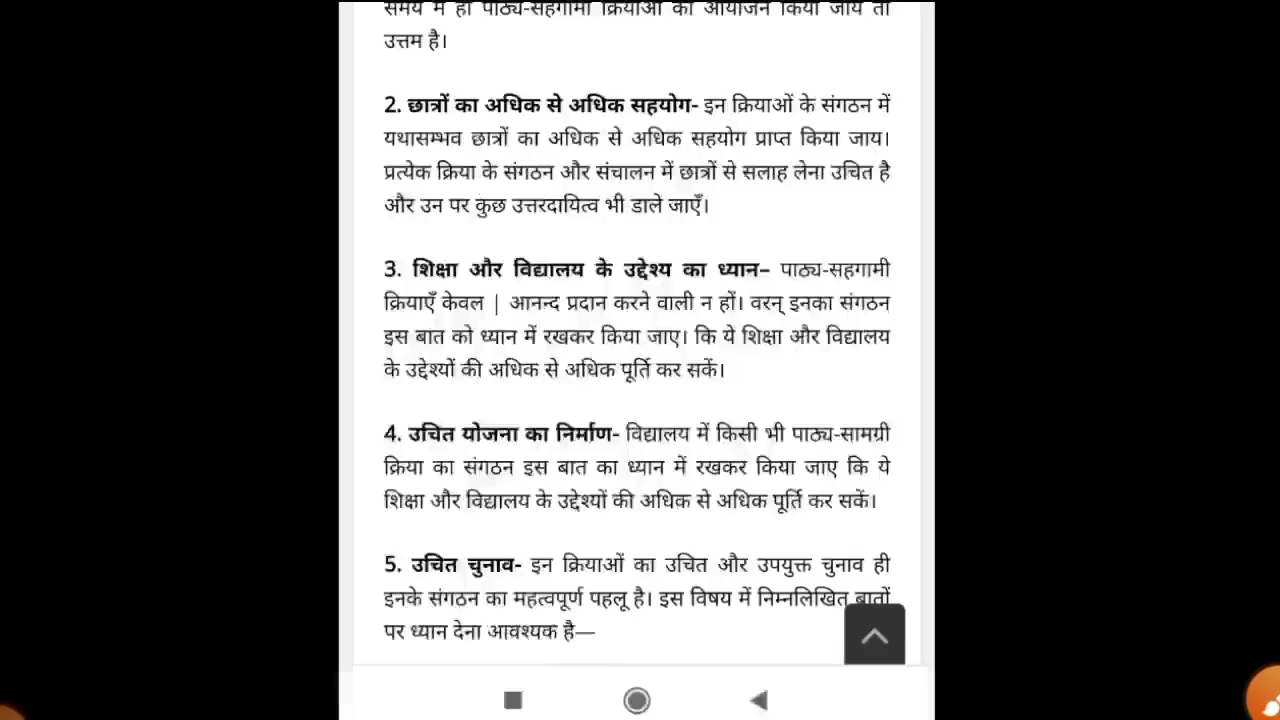 समय में ही पाठ्य-सहगामी क्रियाओं का आयोजन किया जाय तो
उत्तम है।
2. छात्रों का अधिक से अधिक सहयोग- इन क्रियाओं के संगठन में
यथासम्भव छात्रों का अधिक से अधिक सहयोग प्राप्त किया जाय।
प्रत्येक क्रिया के संगठन और संचालन में छात्रों से सलाह लेना उचित है
और उन पर कुछ उत्तरदायित्व भी डाले जाएँ।
3. शिक्षा और विद्यालय के उद्देश्य का ध्यान– पाठ्य-सहगामी
क्रियाएँ केवल | आनन्द प्रदान करने वाली न हों। वरन् इनका संगठन
इस बात को ध्यान में रखकर किया जाए। कि ये शिक्षा और विद्यालय
के उद्देश्यों की अधिक से अधिक पूर्ति कर सकें।
4. उचित योजना का निर्माण- विद्यालय में किसी भी पाठ्य-सामग्री
क्रिया का संगठन इस बात का ध्यान में रखकर किया जाए कि ये
शिक्षा और विद्यालय के उद्देश्यों की अधिक से अधिक पूर्ति कर सकें।
5. उचित चुनाव- इन क्रियाओं का उचित और उपयुक्त चुनाव ही
इनके संगठन का महत्वपूर्ण पहलू है। इस विषय में निम्नलिखित बातों
पर ध्यान देना आवश्यक है—